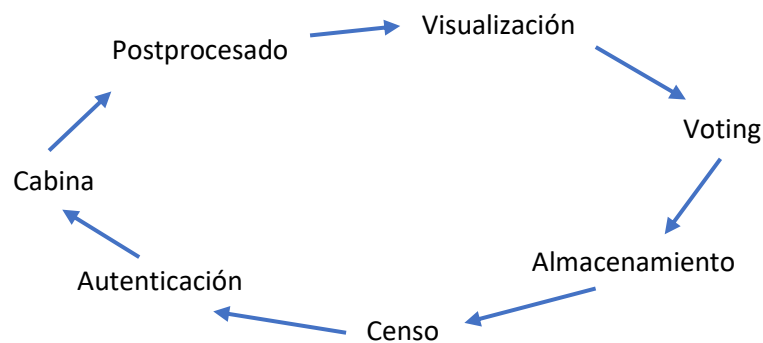 Visualización
Postprocesado
Voting
Cabina
Almacenamiento
Autenticación
Censo